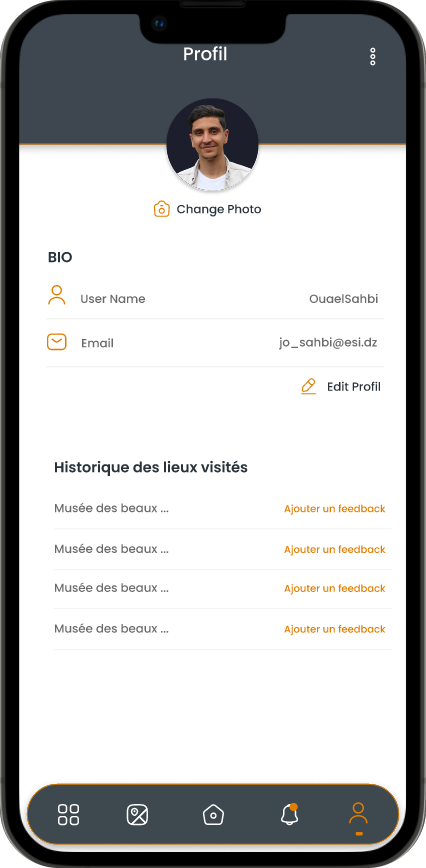 Profil
Change Photo
BIO
User Name OuaelSahbi
Email jo_sahbi@esi.dz
Edit Profil
Historique des lieux visités
Musée des beaux ... Ajouter un feedback
Musée des beaux ... Ajouter un feedback
Musée des beaux ... Ajouter un feedback
Musée des beaux ... Ajouter un feedback